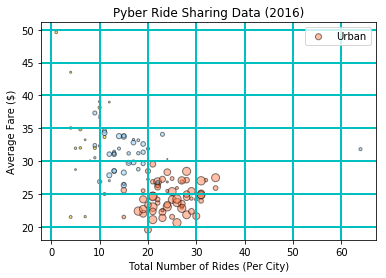 Pyber Ride Sharing Data (2016)
Urban
Average Fare ($)
50
45
40
35
30
25
20
0 10 20 30 40 50 60
Total Number of Rides (Per City)